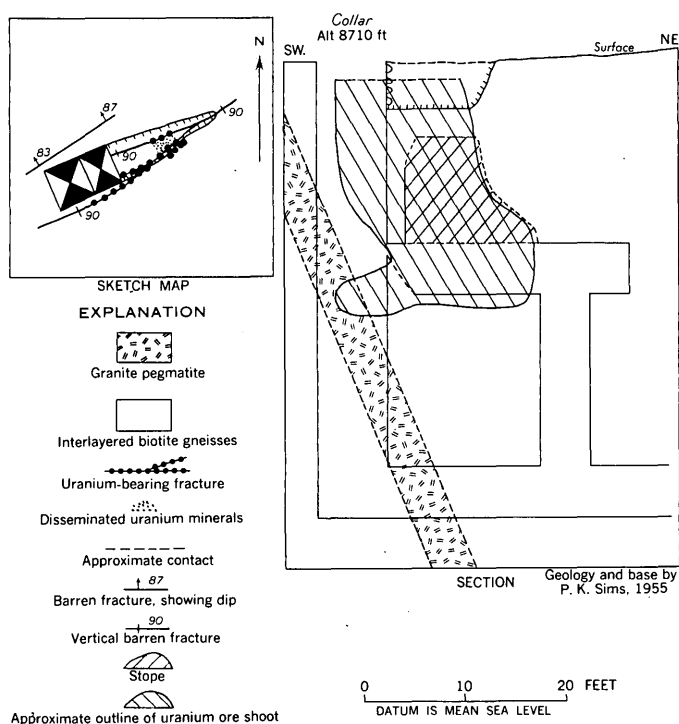 Collar
Alt 8710 ft
SW.
NE
Surface
N
87
83
90
90
90
SKETCH MAP
EXPLANATION
Granite pegmatite
Interlayered biotite gneisses
Uranium-bearing fracture
Disseminated uranium minerals
Approximate contact
87
Barren fracture, showing dip
90
Vertical barren fracture
Stope
Approximate outline of uranium ore shoot
SECTION
Geology and base by
P. K. Sims, 1955
0 10 20 FEET
DATUM IS MEAN SEA LEVEL